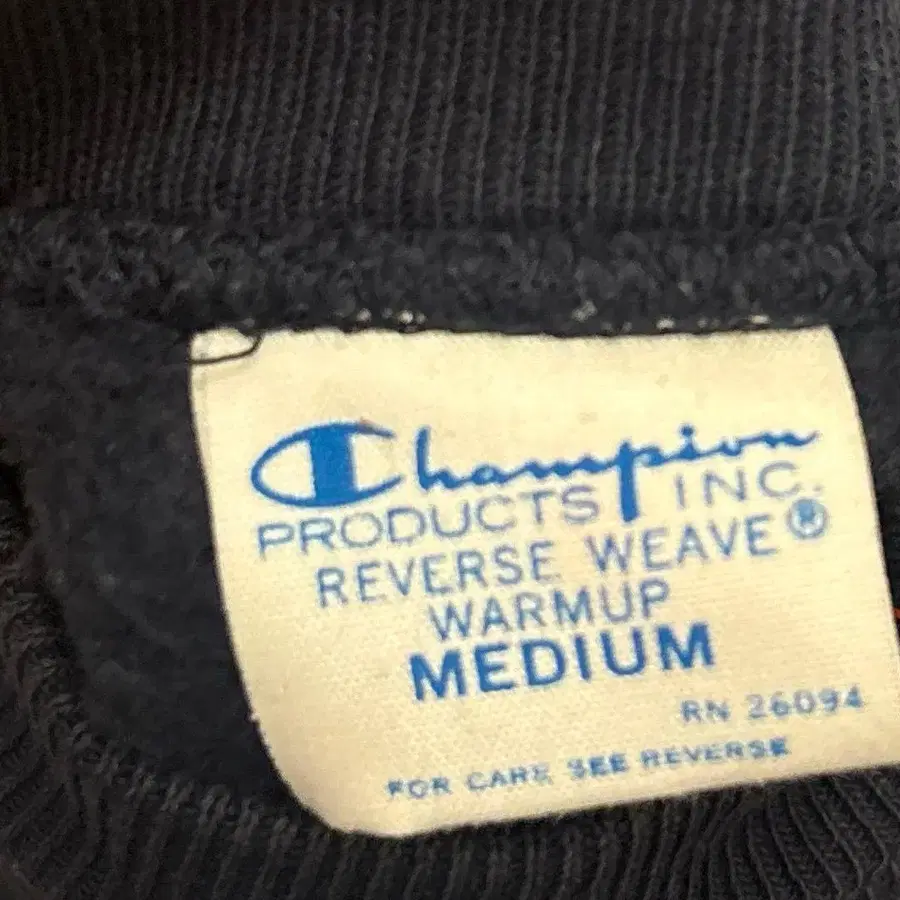 Champion
PRODUCTS INC.
REVERSE WEAVE®
WARMUP
MEDIUM
RN 26094
FOR CARE SEE REVERSE